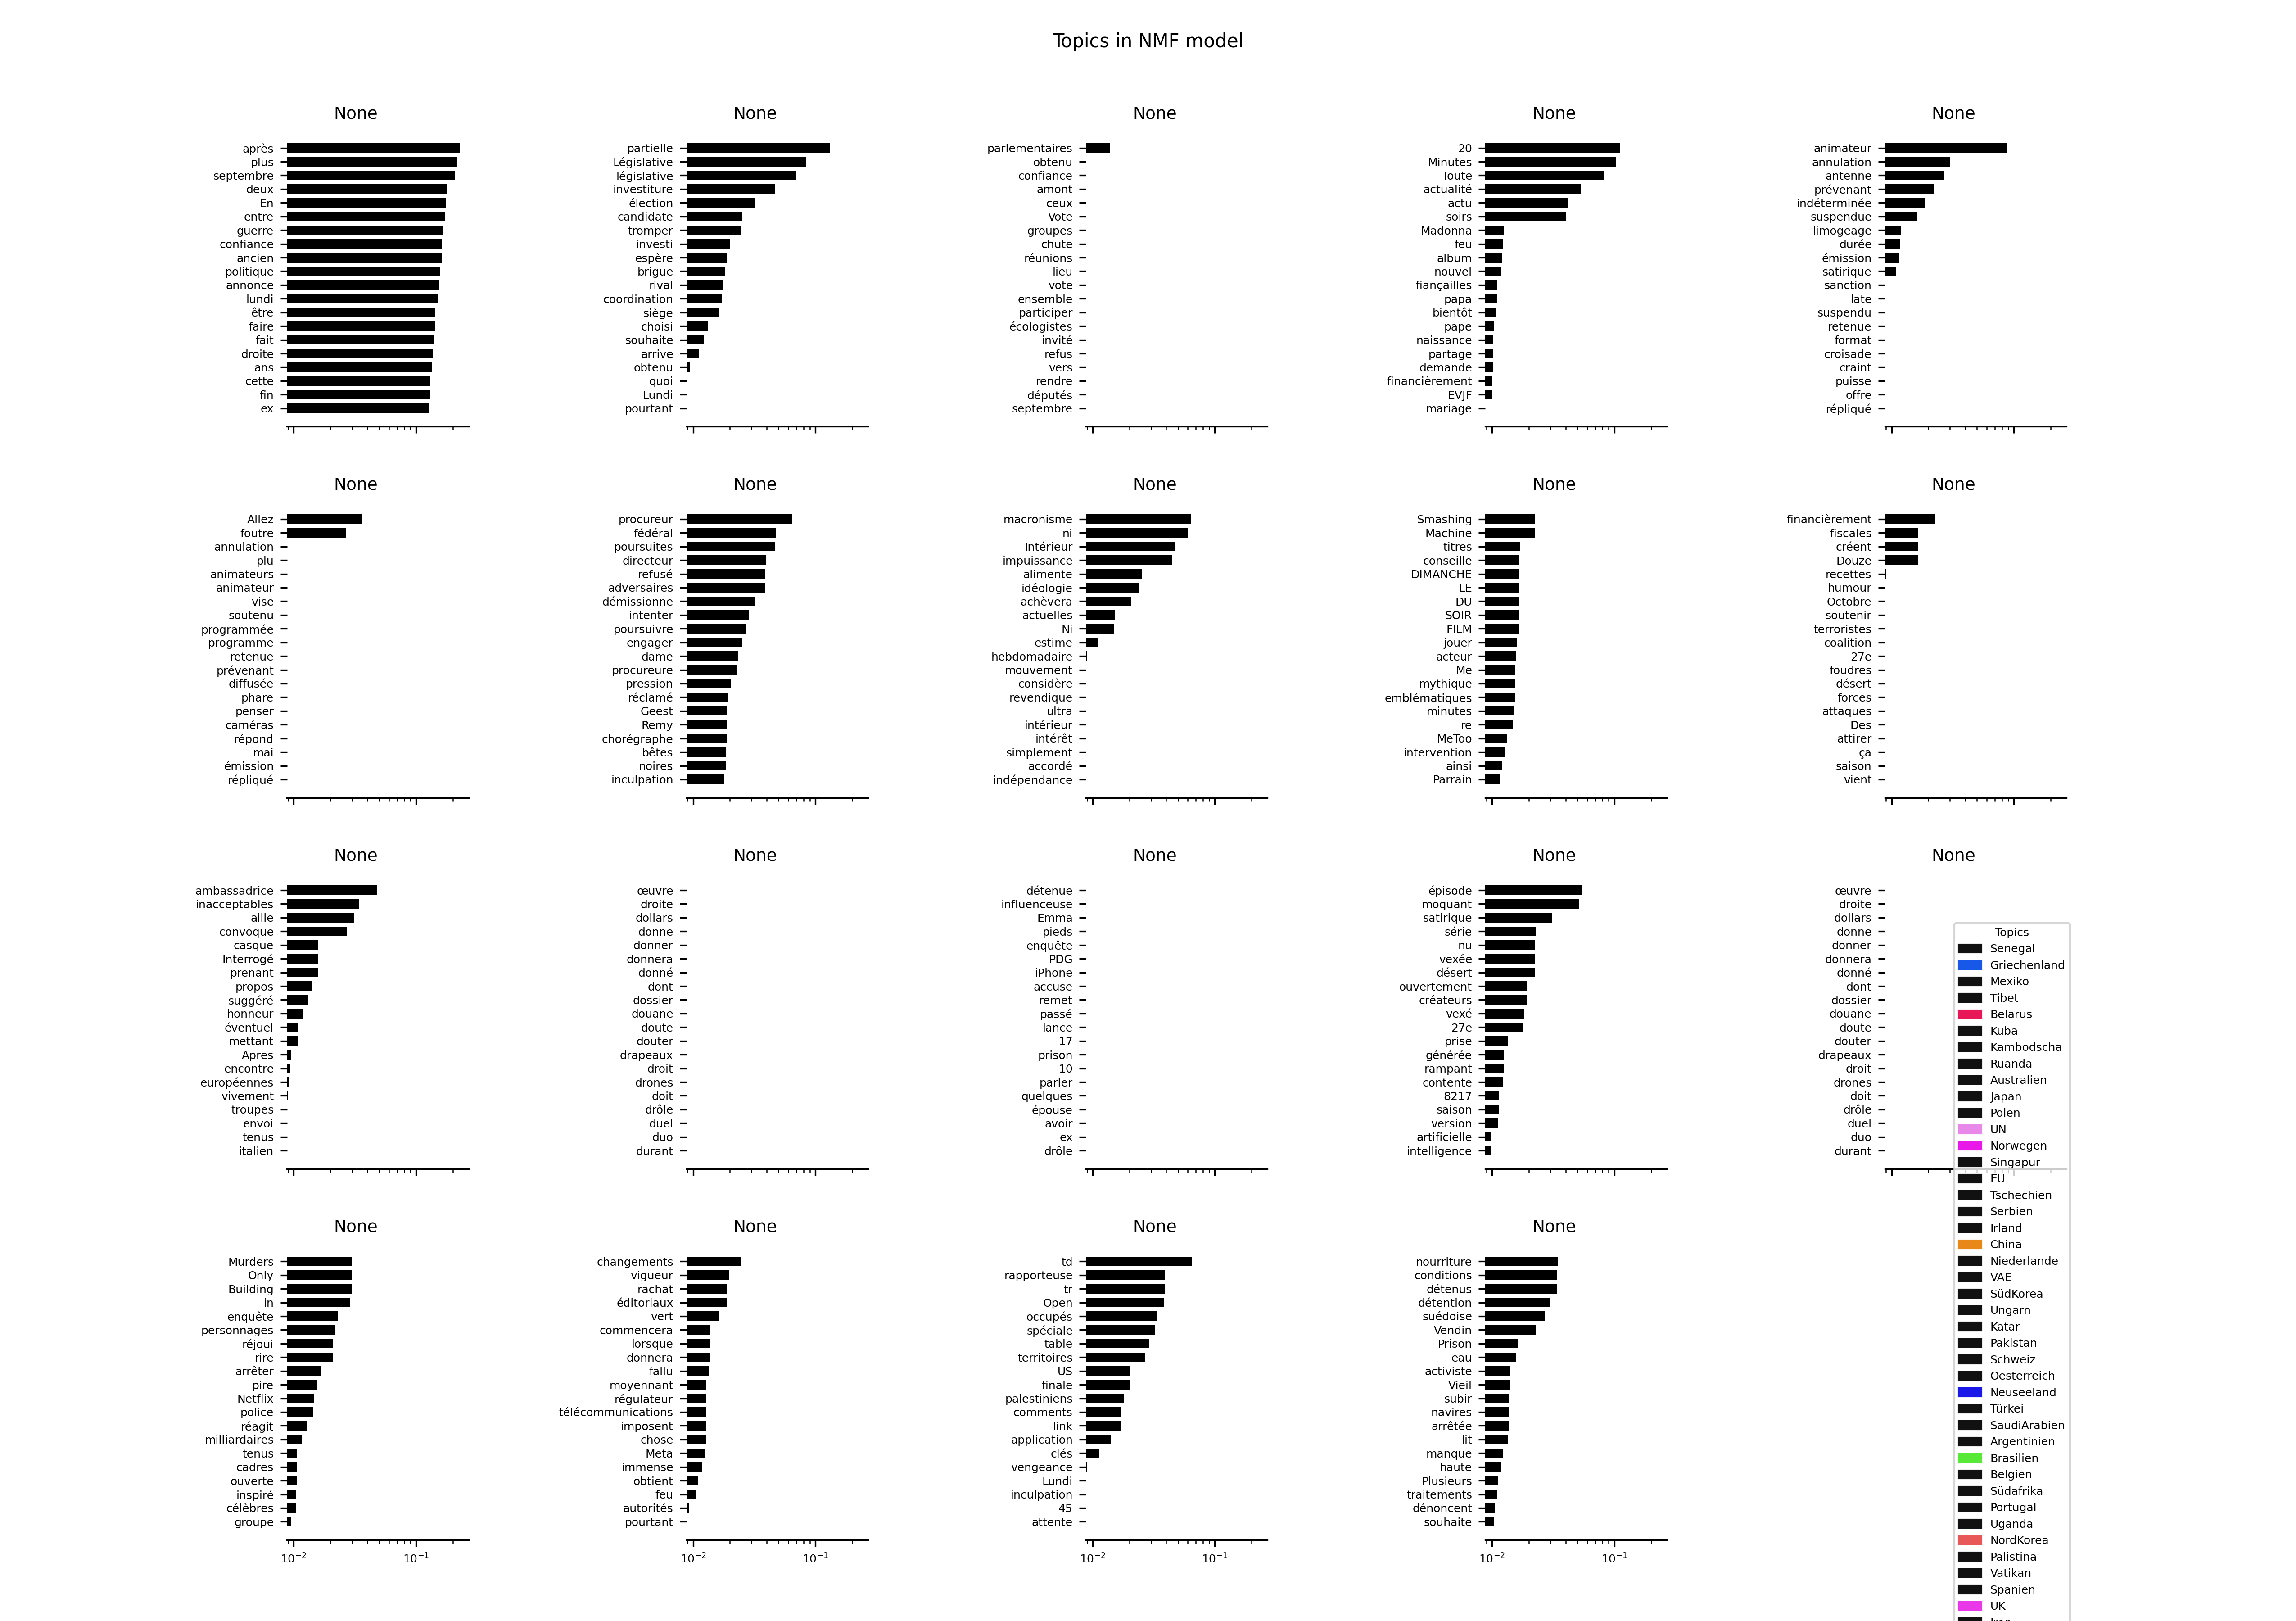 Topics in NMF model
None
après
plus
septembre
deux
En
entre
guerre
confiance
ancien
politique
annonce
lundi
être
faire
fait
droite
ans
cette
fin
ex
None
partielle
Législative
législative
investiture
élection
candidate
tromper
investi
espère
brigue
rival
coordination
siège
choisi
souhaite
arrive
obtenu
quoi
Lundi
pourtant
None
parlementaires
obtenu
confiance
amont
ceux
Vote
groupes
chute
réunions
lieu
vote
ensemble
participer
écologistes
invité
refus
vers
rendre
députés
septembre
None
20
Minutes
Toute
actualité
actu
soirs
Madonna
feu
album
nouvel
fiançailles
papa
bientôt
pape
naissance
partage
demande
financièrement
EVJF
mariage
None
animateur
annulation
antenne
prévenant
indéterminée
suspendue
limogeage
durée
émission
satirique
sanction
late
suspendu
retenue
format
croisade
craint
puisse
offre
répliqué
None
Allez
foutre
annulation
plu
animateurs
animateur
vise
soutenu
programmée
programme
retenue
prévenant
diffusée
phare
penser
caméras
répond
mai
émission
répliqué
None
procureur
fédéral
poursuites
directeur
refusé
adversaires
démissionne
intenter
poursuivre
engager
dame
procureure
pression
réclamé
Geest
Remy
chorégraphe
bêtes
noires
inculpation
None
macronisme
ni
Intérieur
impuissance
alimente
idéologie
achèvera
actuelles
Ni
estime
hebdomadaire
mouvement
considère
revendique
ultra
intérieur
intérêt
simplement
accordé
indépendance
None
Smashing
Machine
titres
conseille
DIMANCHE
LE
DU
SOIR
FILM
jouer
acteur
Me
mythique
emblématiques
minutes
re
MeToo
intervention
ainsi
Parrain
None
financièrement
fiscales
créent
Douze
recettes
humour
Octobre
soutenir
terroristes
coalition
27e
foudres
désert
forces
attaques
Des
attirer
ça
saison
vient
None
ambassadrice
inacceptables
aille
convoque
casque
Interrogé
prenant
propos
suggéré
honneur
éventuel
mettant
Apres
encontre
européennes
vivement
troupes
envoi
tenus
italien
None
œuvre
droite
dollars
donne
donner
donnera
donné
dont
dossier
douane
doute
douter
drapeaux
droit
drones
doit
drôle
duel
duo
durant
None
détenue
influenceuse
Emma
pieds
enquête
PDG
iPhone
accuse
remet
passé
lance
17
prison
10
parler
quelques
épouse
avoir
ex
drôle
None
épisode
moquant
satirique
série
nu
vexée
désert
ouvertement
créateurs
vexé
27e
prise
générée
rampant
contente
8217
saison
version
artificielle
intelligence
None
œuvre
droite
dollars
donne
donner
donnera
donné
dont
dossier
douane
doute
douter
drapeaux
droit
drones
doit
drôle
duel
duo
durant
None
Murders
Only
Building
in
enquête
personnages
réjoui
rire
arrêter
pire
Netflix
police
réagit
milliardaires
tenus
cadres
ouverte
inspiré
célèbres
groupe
10⁻² 10⁻¹
None
changements
vigueur
rachat
éditoriaux
vert
commencera
lorsque
donnera
fallu
moyennant
régulateur
télécommunications
imposent
chose
Meta
immense
obtient
feu
autorités
pourtant
10⁻² 10⁻¹
None
td
rapporteuse
tr
Open
occupés
spéciale
table
territoires
US
finale
palestiniens
comments
link
application
clés
vengeance
Lundi
inculpation
45
attente
10⁻² 10⁻¹
None
nourriture
conditions
détenus
détention
suédoise
Vendin
Prison
eau
activiste
Vieil
subir
navires
arrêtée
lit
manque
haute
Plusieurs
traitements
dénoncent
souhaite
10⁻² 10⁻¹
Topics
Senegal
Griechenland
Mexiko
Tibet
Belarus
Kuba
Kambodscha
Ruanda
Australien
Japan
Polen
UN
Norwegen
Singapur
EU
Tschechien
Serbien
Irland
China
Niederlande
VAE
SüdKorea
Ungarn
Katar
Pakistan
Schweiz
Oesterreich
Neuseeland
Türkei
SaudiArabien
Argentinien
Brasilien
Belgien
Südafrika
Portugal
Uganda
NordKorea
Palistina
Vatikan
Spanien
UK